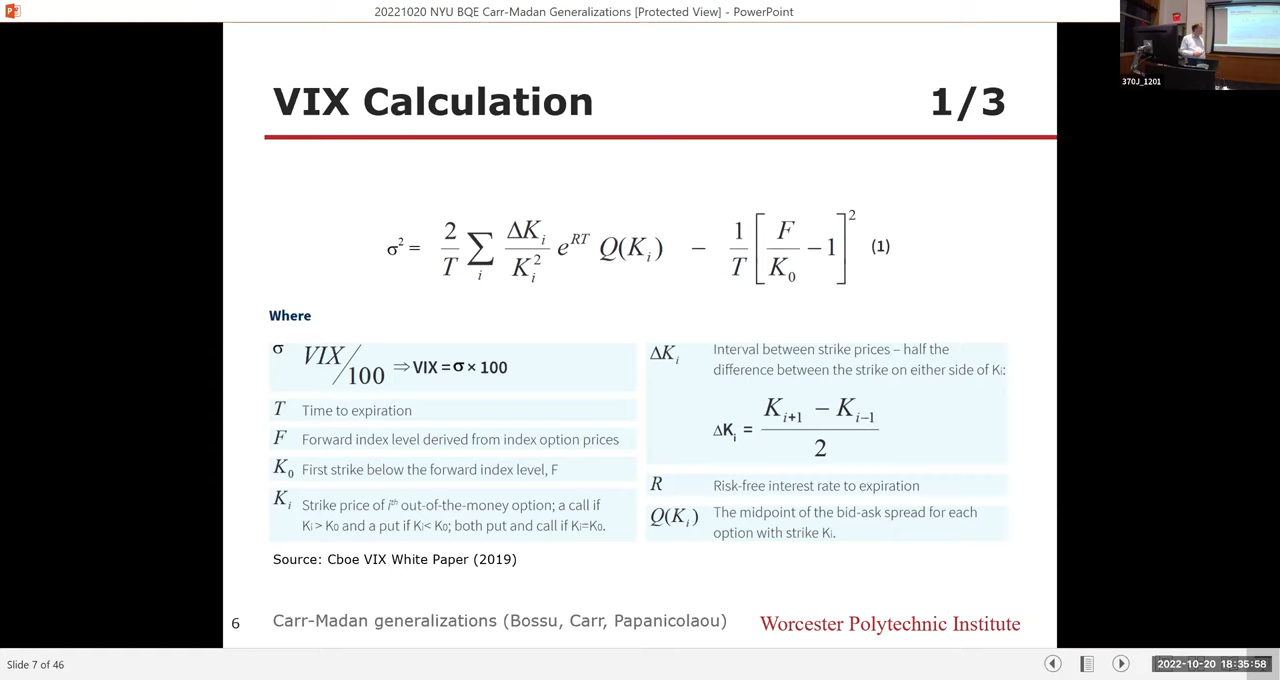 20221020 NYU BQE Carr-Madan Generalizations [Protected View] - PowerPoint
370J_1201
VIX Calculation 1/3
σ² = 2/T ∑ᵢ ΔKᵢ/Kᵢ² e^RT Q(Kᵢ) − 1/T [F/K₀ − 1]² (1)
Where
σ VIX/100 ⇒ VIX = σ × 100
T Time to expiration
F Forward index level derived from index option prices
K₀ First strike below the forward index level, F
Kᵢ Strike price of iᵗʰ out-of-the-money option; a call if
Kᵢ > K₀ and a put if Kᵢ< K₀; both put and call if Kᵢ=K₀.
ΔKᵢ Interval between strike prices – half the
difference between the strike on either side of Kᵢ:
ΔKᵢ = (Kᵢ₊₁ − Kᵢ₋₁)/2
R Risk-free interest rate to expiration
Q(Kᵢ) The midpoint of the bid-ask spread for each
option with strike Kᵢ.
Source: Cboe VIX White Paper (2019)
6 Carr-Madan generalizations (Bossu, Carr, Papanicolaou) Worcester Polytechnic Institute
Slide 7 of 46
2022-10-20 18:35:58